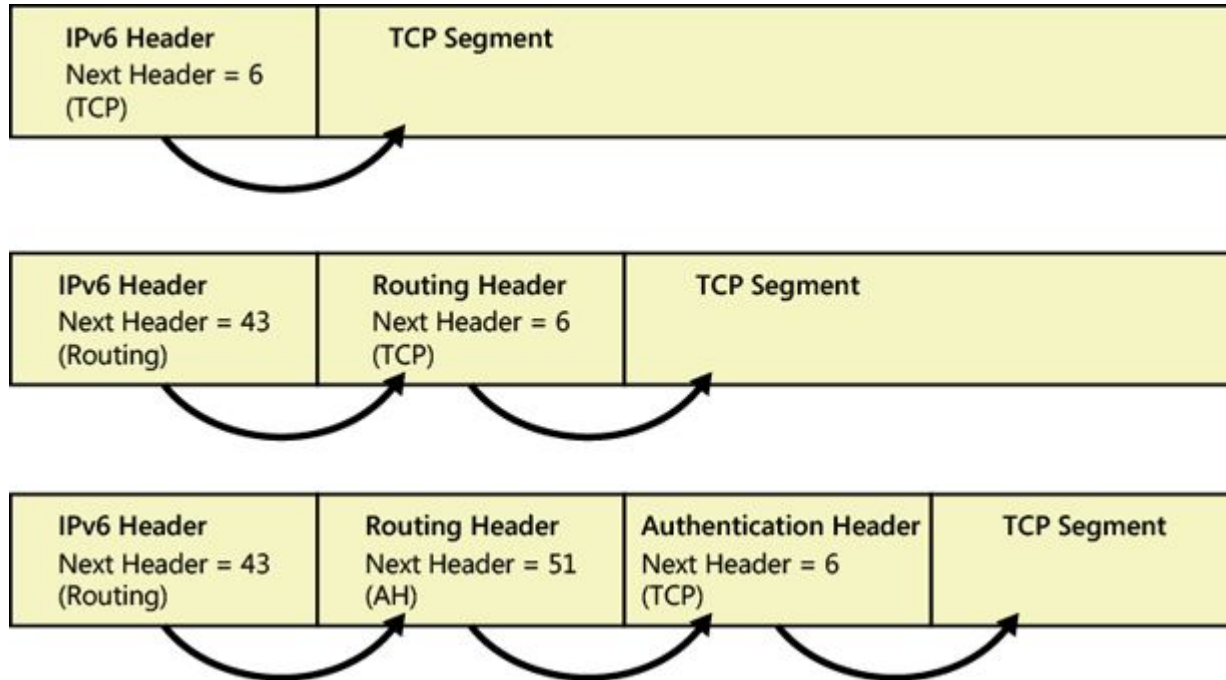 IPv6 Header
Next Header = 6
(TCP)
TCP Segment
IPv6 Header
Next Header = 43
(Routing)
Routing Header
Next Header = 6
(TCP)
TCP Segment
IPv6 Header
Next Header = 43
(Routing)
Routing Header
Next Header = 51
(AH)
Authentication Header
Next Header = 6
(TCP)
TCP Segment